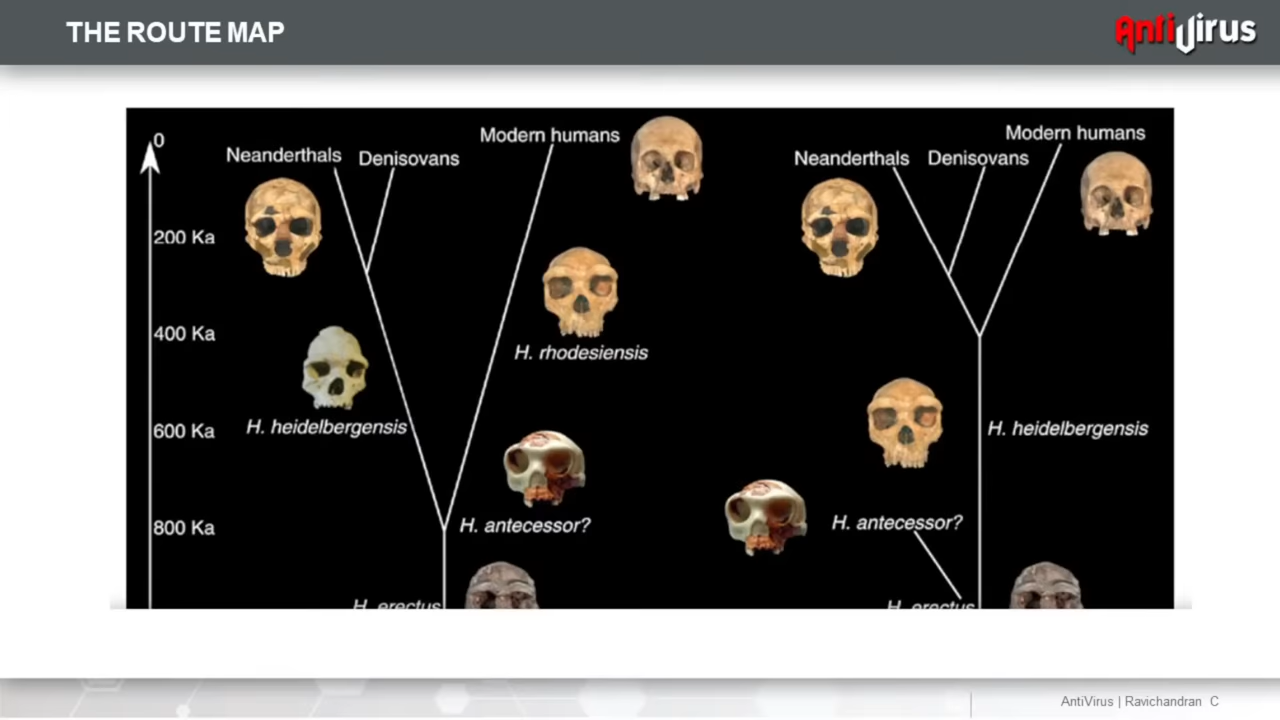 THE ROUTE MAP
AntiVirus
0
Neanderthals
Denisovans
Modern humans
200 Ka
400 Ka
600 Ka
800 Ka
H. rhodesiensis
H. heidelbergensis
H. antecessor?
H. erectus
Neanderthals
Denisovans
Modern humans
H. heidelbergensis
H. antecessor?
H. erectus
AntiVirus | Ravichandran C